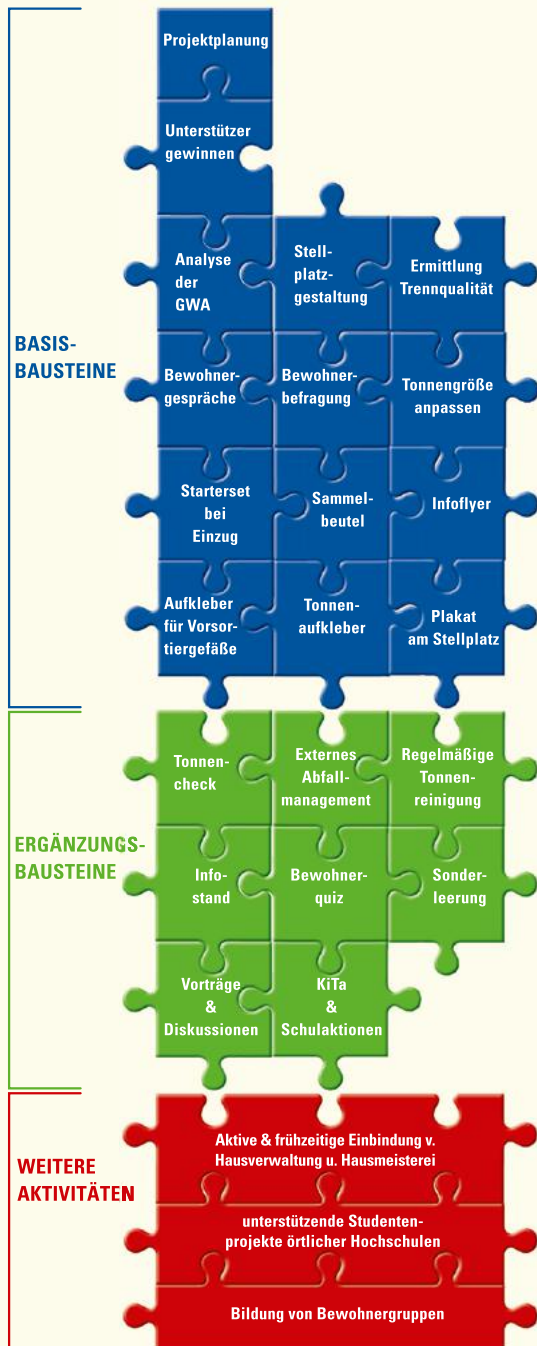 Projektplanung
Unterstützer
gewinnen
Analyse
der
GWA
Stell-
platz-
gestaltung
Ermittlung
Trennqualität
BASIS-
BAUSTEINE
Bewohner-
gespräche
Bewohner-
befragung
Tonnengröße
anpassen
Starterset
bei
Einzug
Sammel-
beutel
Infoflyer
Aufkleber
für Vorsor-
tiergefäße
Tonnen-
aufkleber
Plakat
am Stellplatz
Tonnen-
check
Externes
Abfall-
management
Regelmäßige
Tonnen-
reinigung
ERGÄNZUNGS-
BAUSTEINE
Info-
stand
Bewohner-
quiz
Sonder-
leerung
Vorträge
&
Diskussionen
KiTa
&
Schulaktionen
WEITERE
AKTIVITÄTEN
Aktive & frühzeitige Einbindung v.
Hausverwaltung u. Hausmeisterei
unterstützende Studenten-
projekte örtlicher Hochschulen
Bildung von Bewohnergruppen